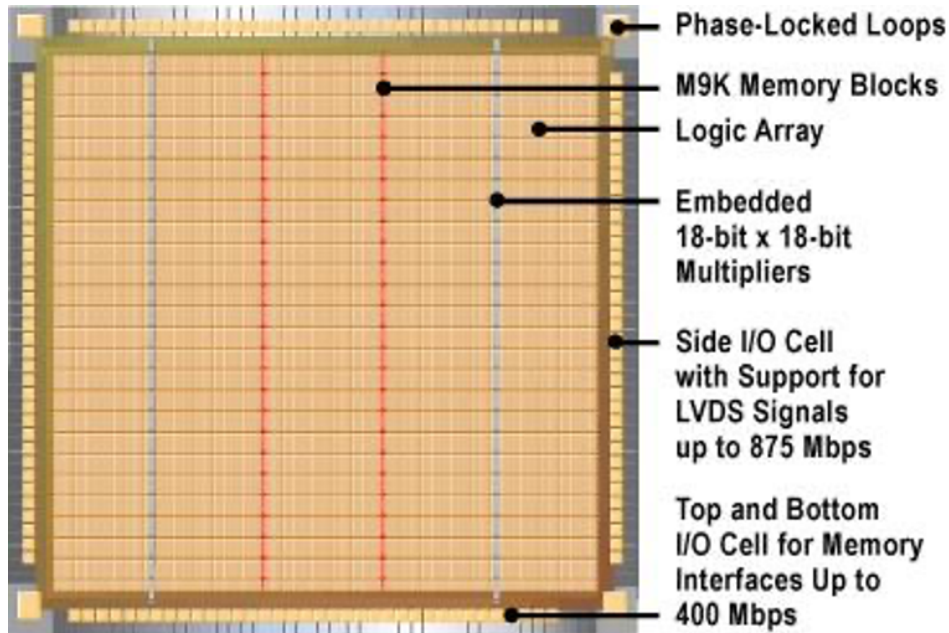 Phase-Locked Loops
M9K Memory Blocks
Logic Array
Embedded
18-bit x 18-bit
Multipliers
Side I/O Cell
with Support for
LVDS Signals
up to 875 Mbps
Top and Bottom
I/O Cell for Memory
Interfaces Up to
400 Mbps